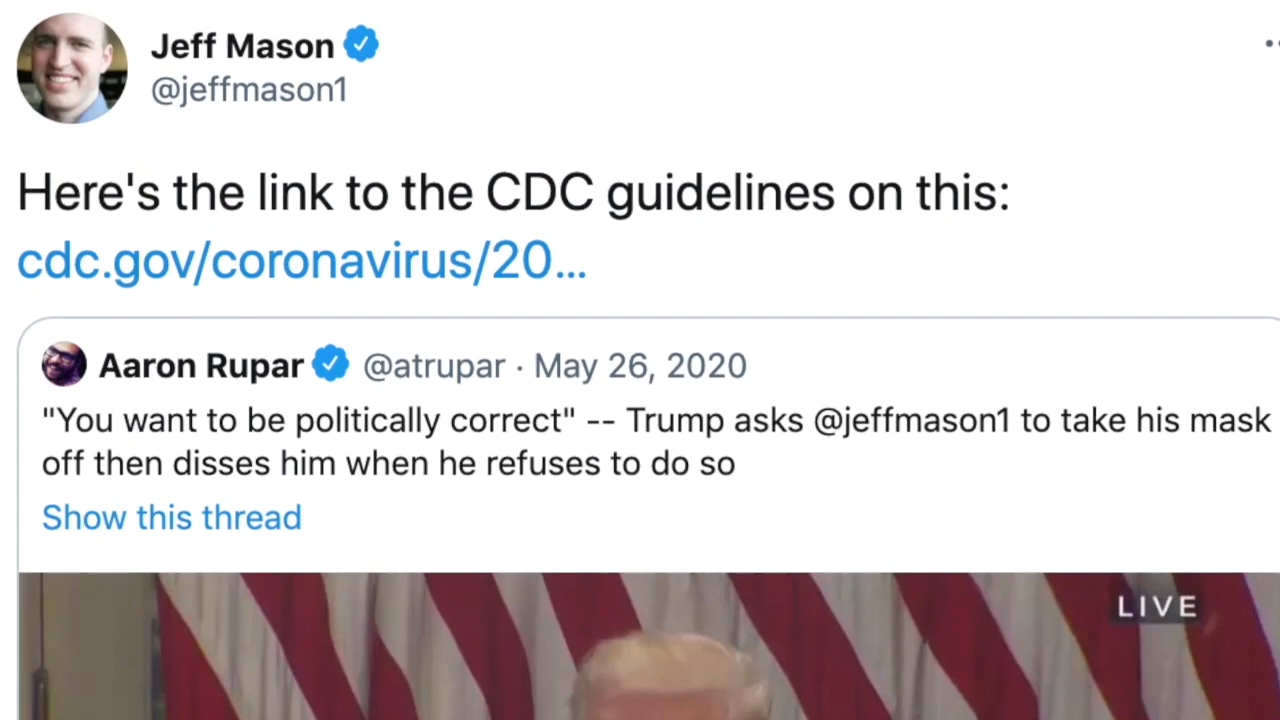 Jeff Mason
@jeffmason1
Here's the link to the CDC guidelines on this:
cdc.gov/coronavirus/20...
Aaron Rupar @atrupar · May 26, 2020
"You want to be politically correct" -- Trump asks @jeffmason1 to take his mask
off then disses him when he refuses to do so
Show this thread
LIVE